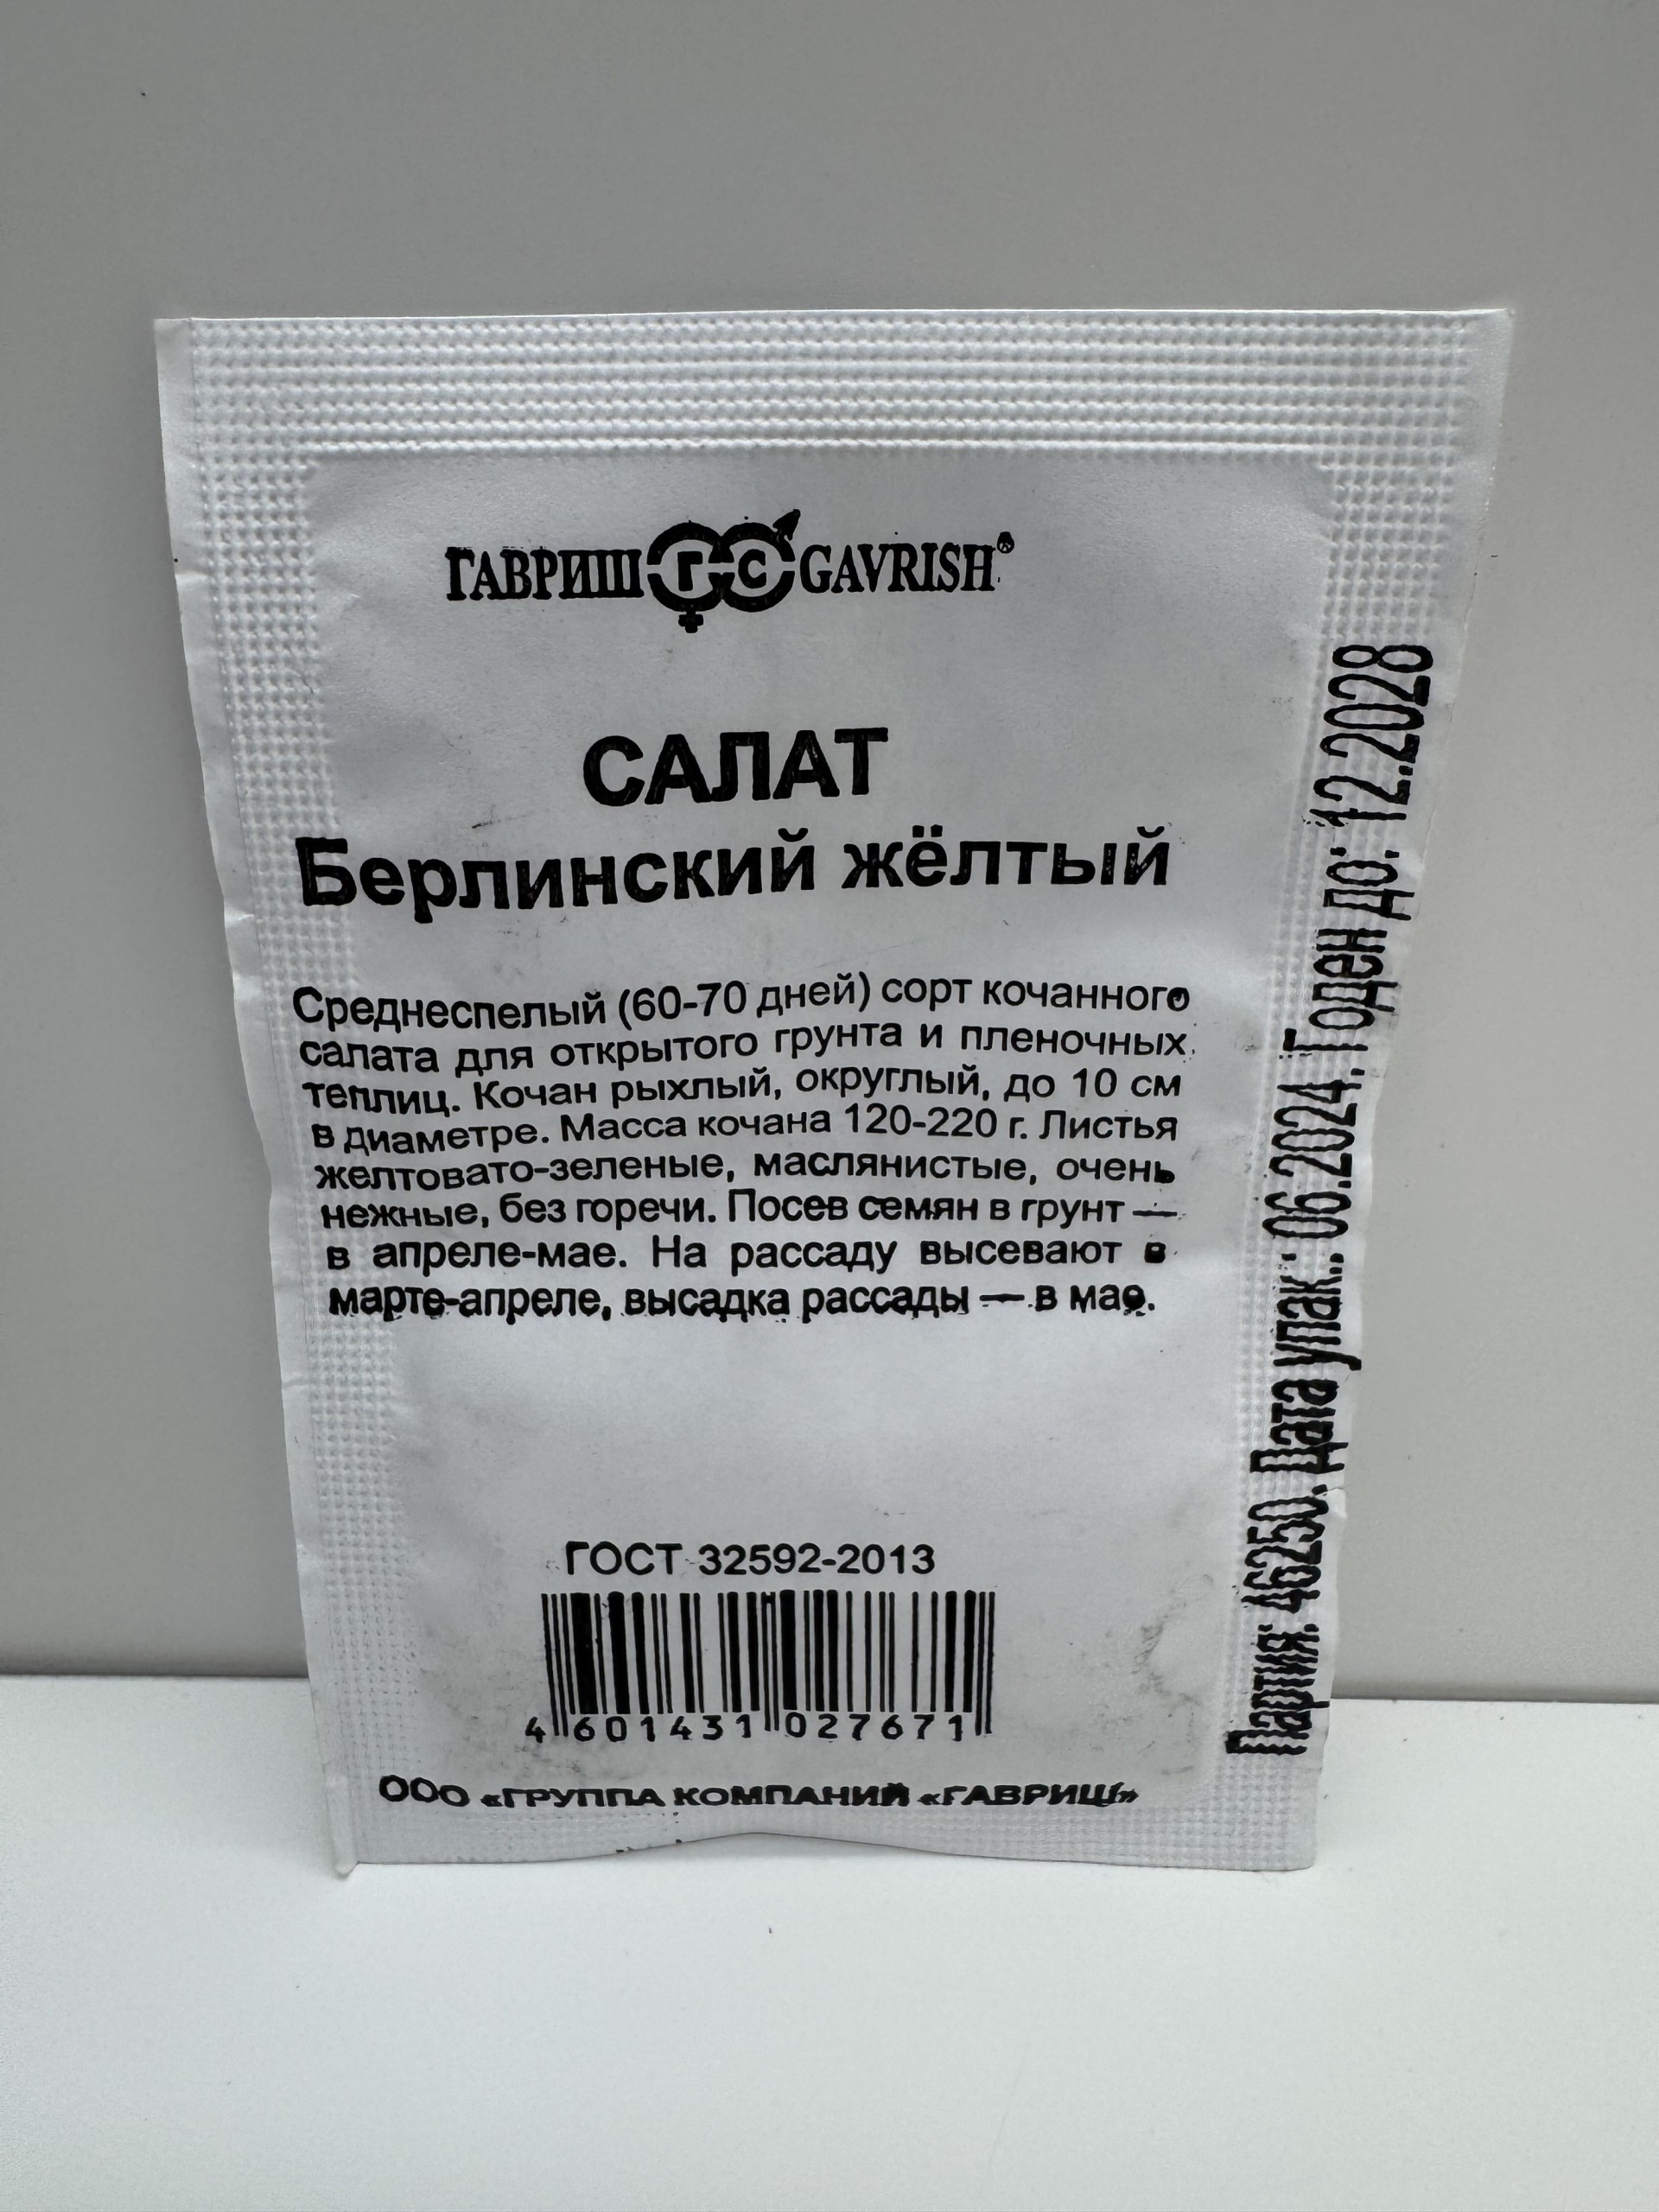 ГАВРИШ ГС GAVRISH®
САЛАТ
Берлинский жёлтый
Среднеспелый (60-70 дней) сорт кочанного
салата для открытого грунта и пленочных
теплиц. Кочан рыхлый, округлый, до 10 см
в диаметре. Масса кочана 120-220 г. Листья
желтовато-зеленые, маслянистые, очень
нежные, без горечи. Посев семян в грунт —
в апреле-мае. На рассаду высевают в
марте-апреле, высадка рассады — в мае.
ГОСТ 32592-2013
4 601431 027671
ООО «ГРУППА КОМПАНИЙ «ГАВРИШ»
Партия: 46250. Дата упак.: 06.2024. Годен до: 12.2028